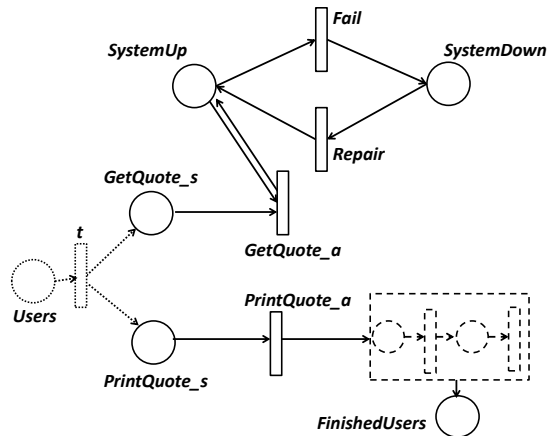 Fail
SystemUp
SystemDown
Repair
GetQuote_s
t
GetQuote_a
Users
PrintQuote_a
PrintQuote_s
FinishedUsers